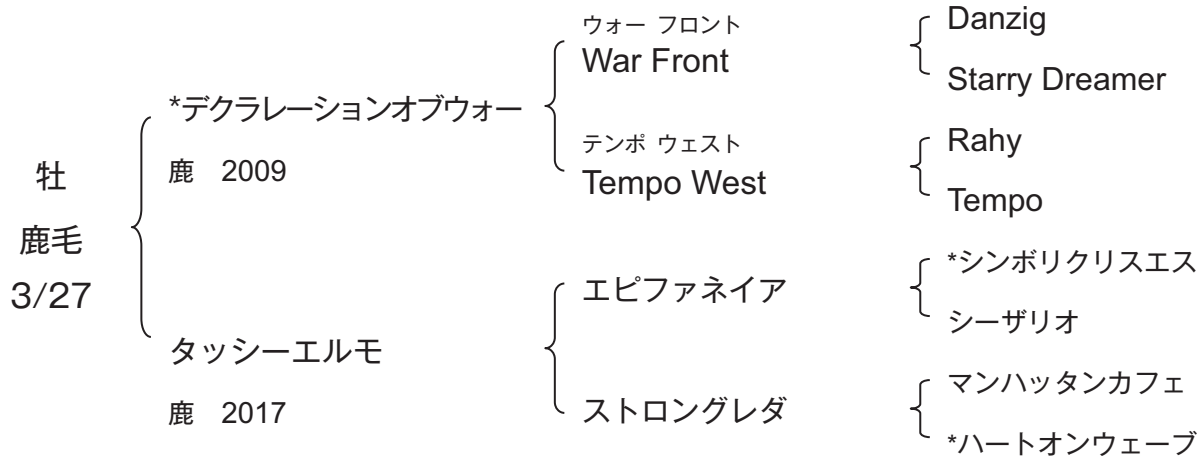 牡
鹿毛
3/27
*デクラレーションオブウォー
鹿 2009
タッシーエルモ
鹿 2017
ウォー フロント
War Front
テンポ ウェスト
Tempo West
エピファネイア
ストロングレダ
Danzig
Starry Dreamer
Rahy
Tempo
*シンボリクリスエス
シーザリオ
マンハッタンカフェ
*ハートオンウェーブ